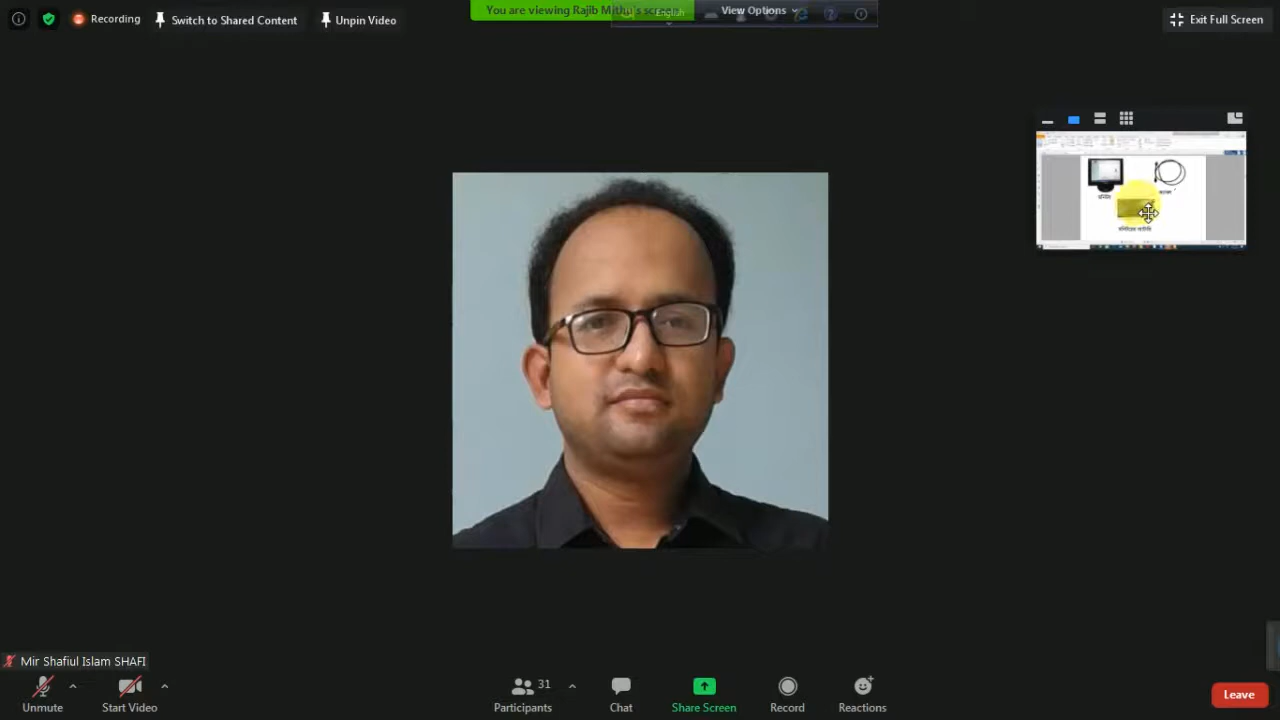 Recording
Switch to Shared Content
Unpin Video
You are viewing Rajib Mithu's screen
English
View Options
Exit Full Screen
Mir Shafiul Islam SHAFI
Unmute
Start Video
31
Participants
Chat
Share Screen
Record
Reactions
Leave